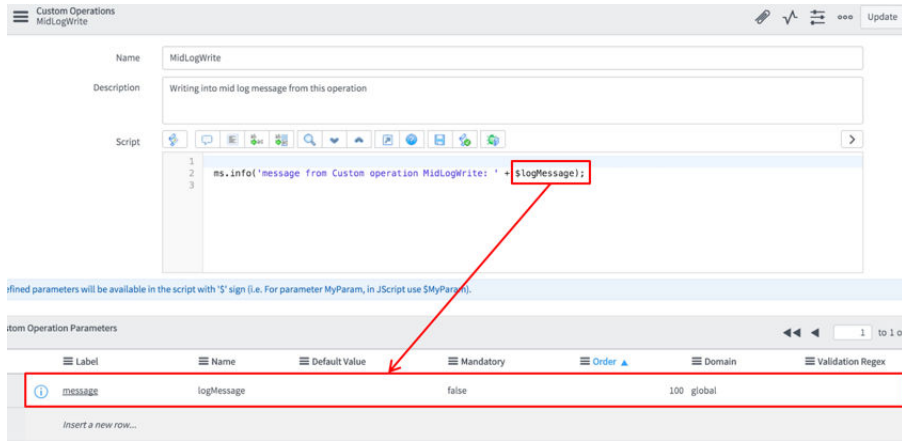 Custom Operations
MidLogWrite
Update
Name
MidLogWrite
Description
Writing into mid log message from this operation
Script
1
2 ms.info('message from Custom operation MidLogWrite: ' + $logMessage);
3
efined parameters will be available in the script with '$' sign (i.e. For parameter MyParam, in JScript use $MyParam).
stom Operation Parameters
1 to 1 o
Label Name Default Value Mandatory Order Domain Validation Regex
message logMessage false 100 global
Insert a new row...